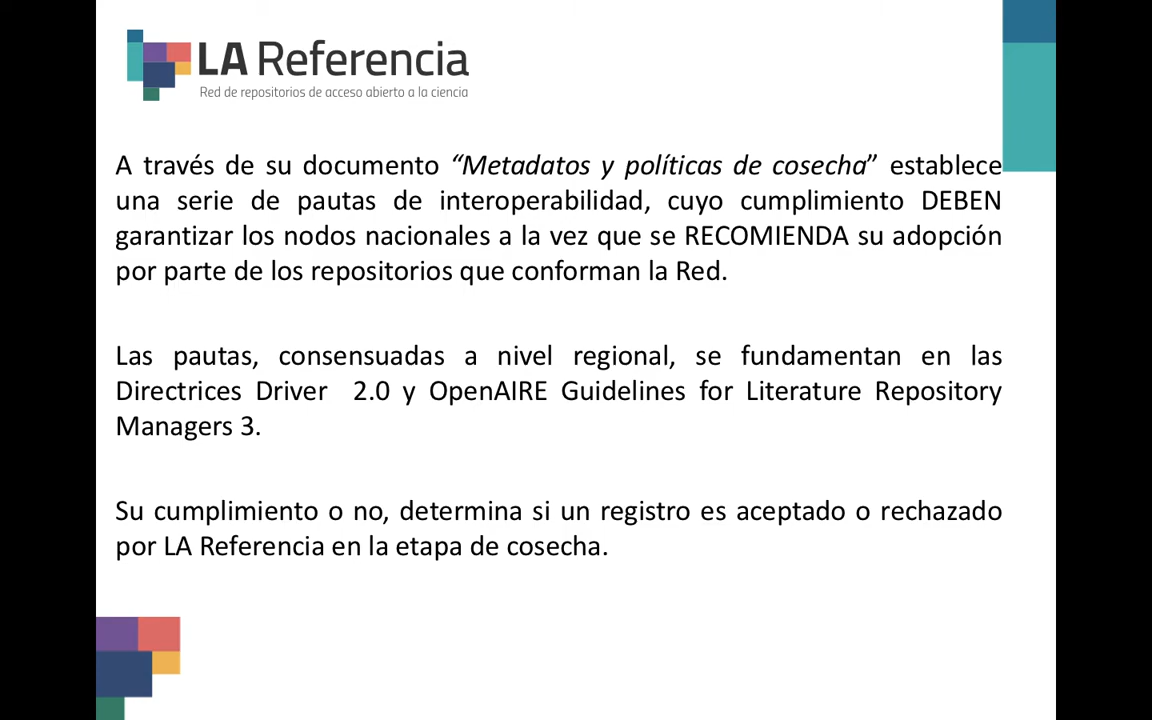 LA Referencia
Red de repositorios de acceso abierto a la ciencia
A través de su documento “Metadatos y políticas de cosecha” establece
una serie de pautas de interoperabilidad, cuyo cumplimiento DEBEN
garantizar los nodos nacionales a la vez que se RECOMIENDA su adopción
por parte de los repositorios que conforman la Red.
Las pautas, consensuadas a nivel regional, se fundamentan en las
Directrices Driver 2.0 y OpenAIRE Guidelines for Literature Repository
Managers 3.
Su cumplimiento o no, determina si un registro es aceptado o rechazado
por LA Referencia en la etapa de cosecha.